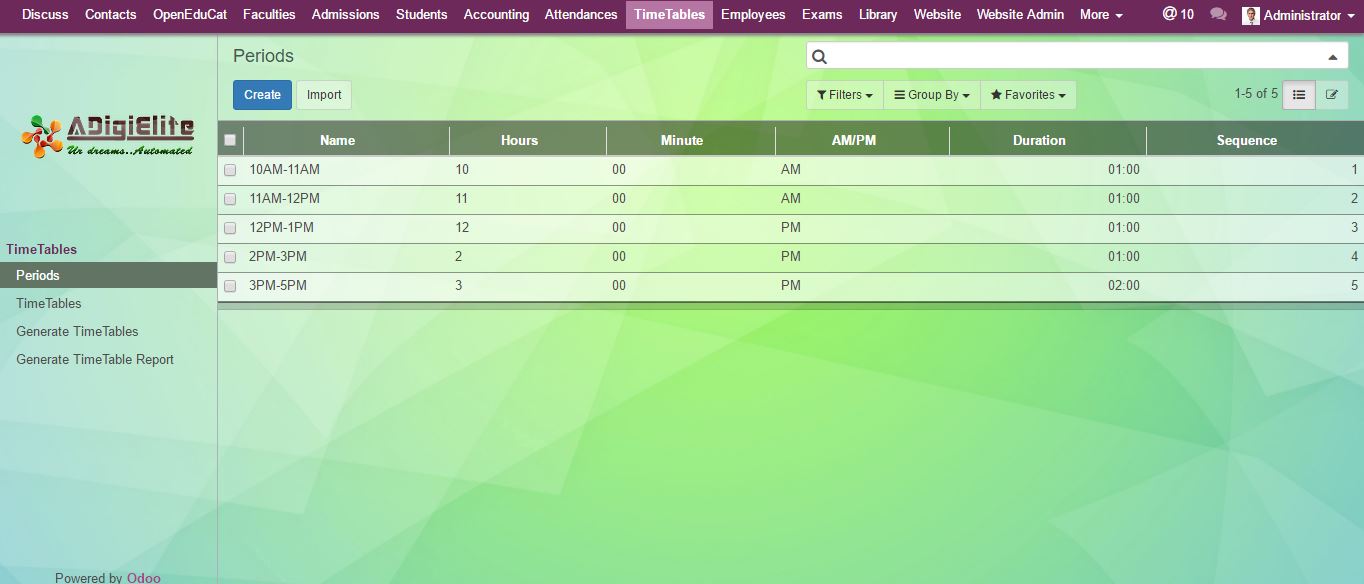 Discuss Contacts OpenEduCat Faculties Admissions Students Accounting Attendances TimeTables Employees Exams Library Website Website Admin More @ 10 Administrator
Periods
Create Import Filters Group By Favorites 1-5 of 5
ADigiElite
Ur dreams..Automated
Name Hours Minute AM/PM Duration Sequence
10AM-11AM 10 00 AM 01:00 1
11AM-12PM 11 00 AM 01:00 2
12PM-1PM 12 00 PM 01:00 3
2PM-3PM 2 00 PM 01:00 4
3PM-5PM 3 00 PM 02:00 5
TimeTables
Periods
TimeTables
Generate TimeTables
Generate TimeTable Report
Powered by Odoo